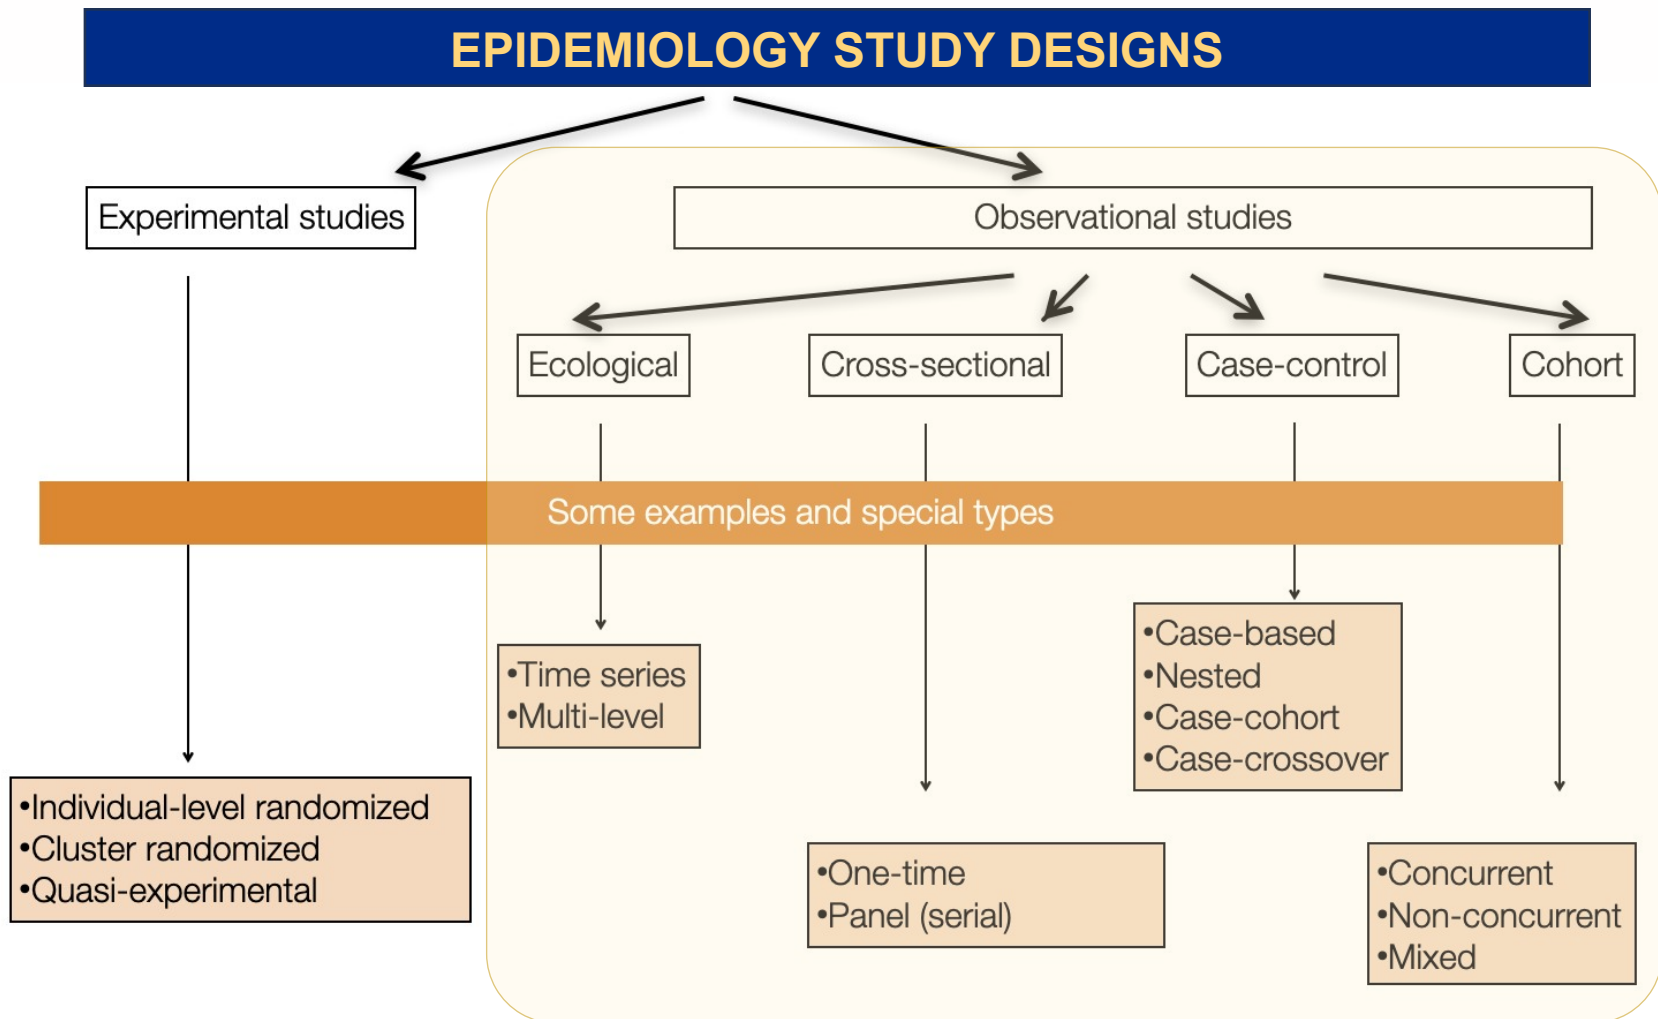 EPIDEMIOLOGY STUDY DESIGNS
Experimental studies
Observational studies
Ecological
Cross-sectional
Case-control
Cohort
Some examples and special types
•Time series
•Multi-level
•Case-based
•Nested
•Case-cohort
•Case-crossover
•Individual-level randomized
•Cluster randomized
•Quasi-experimental
•One-time
•Panel (serial)
•Concurrent
•Non-concurrent
•Mixed